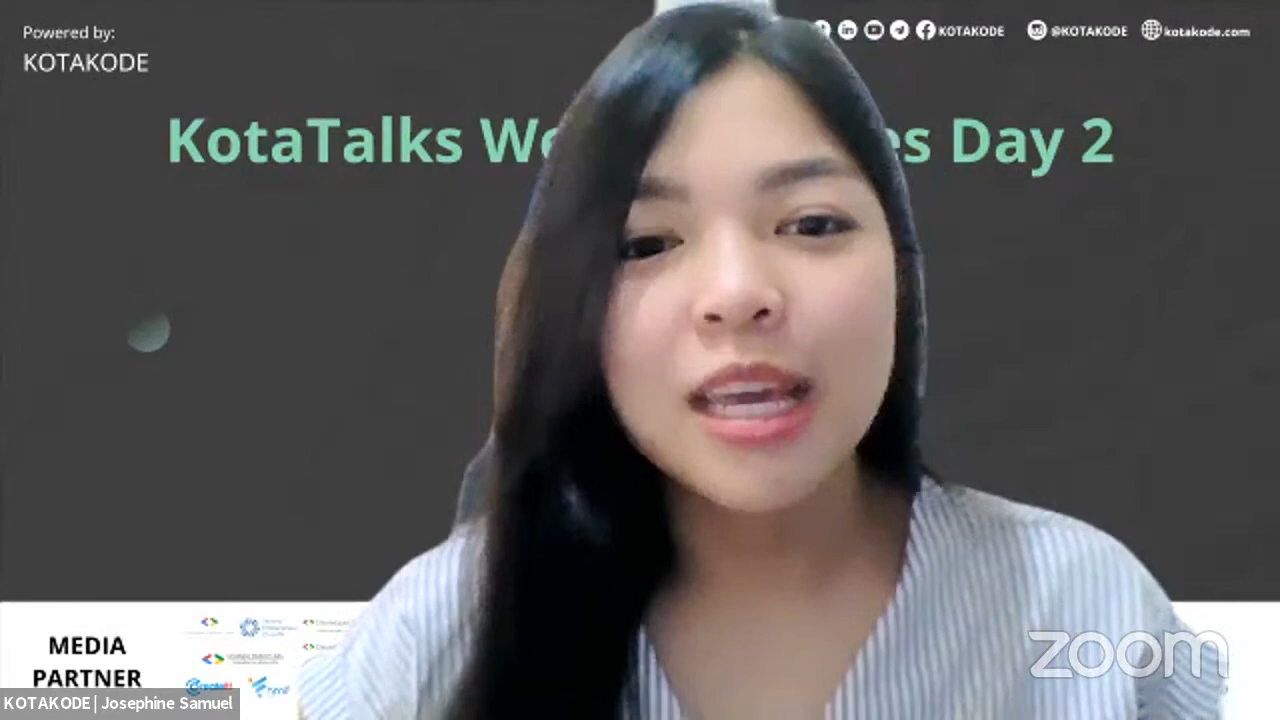 Powered by:
KOTAKODE
KOTAKODE
@KOTAKODE
kotakode.com
KotaTalks We es Day 2
MEDIA
PARTNER
KOTAKODE | Josephine Samuel
zoom